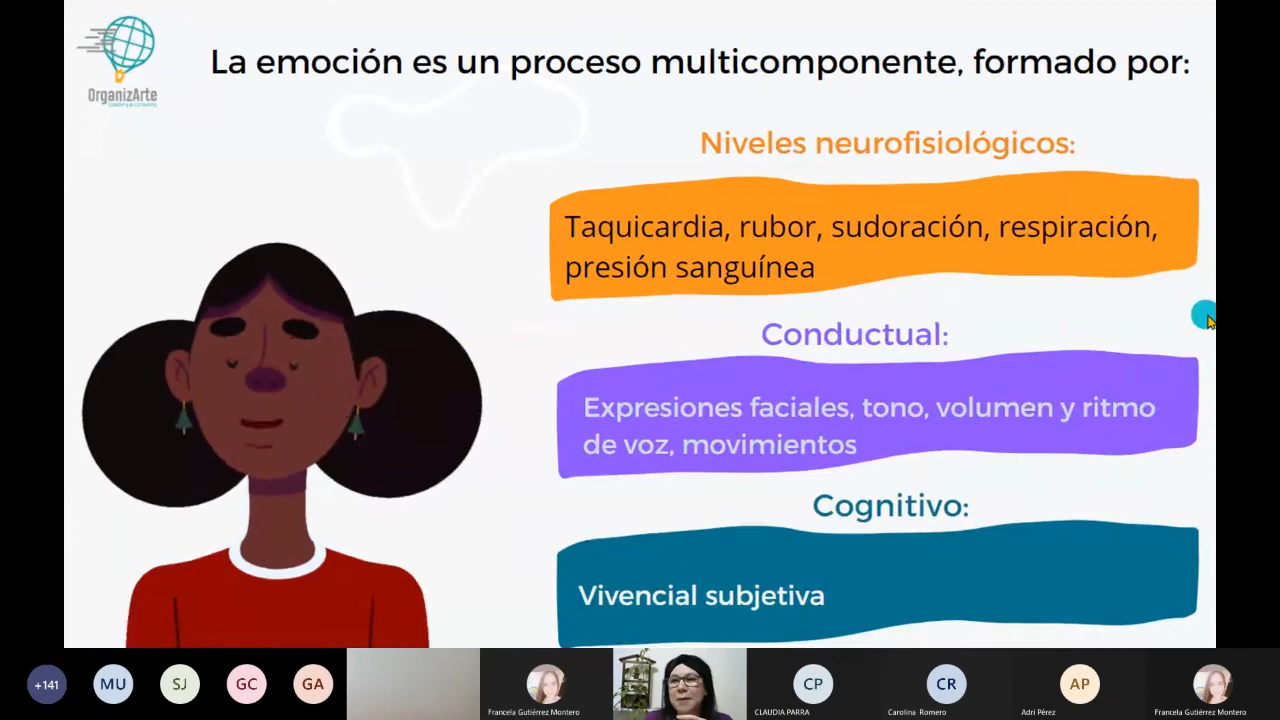 La emoción es un proceso multicomponente, formado por:
OrganizArte
Niveles neurofisiológicos:
Taquicardia, rubor, sudoración, respiración,
presión sanguínea
Conductual:
Expresiones faciales, tono, volumen y ritmo
de voz, movimientos
Cognitivo:
Vivencial subjetiva
+141
MU
SJ
GC
GA
Francela Gutiérrez Montero
CP
CLAUDIA PARRA
CR
Carolina Romero
AP
Adri Pérez
Francela Gutiérrez Montero